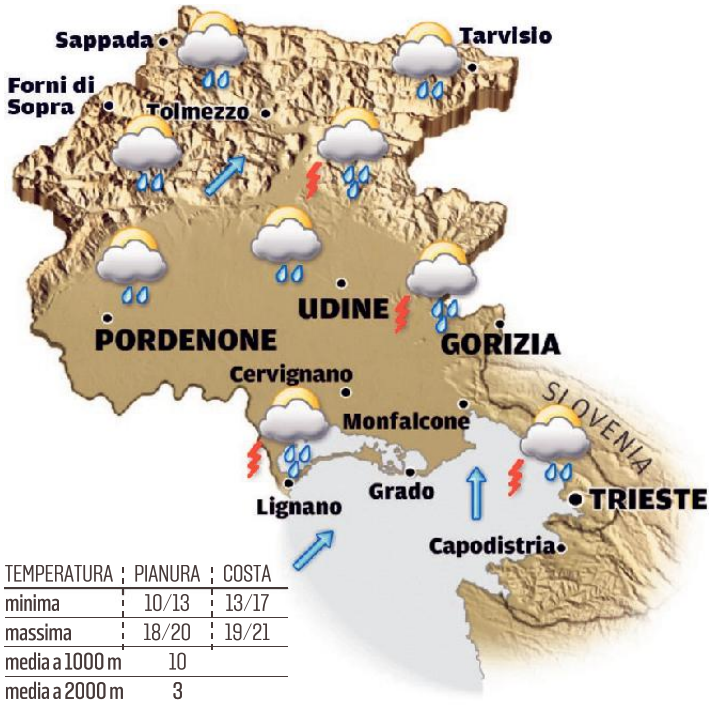 Sappada
Tarvisio
Forni di
Sopra
Tolmezzo
UDINE
PORDENONE
GORIZIA
Cervignano
Monfalcone
SLOVENIA
Grado
Lignano
TRIESTE
Capodistria
TEMPERATURA PIANURA COSTA
minima 10/13 13/17
massima 18/20 19/21
media a 1000 m 10
media a 2000 m 3